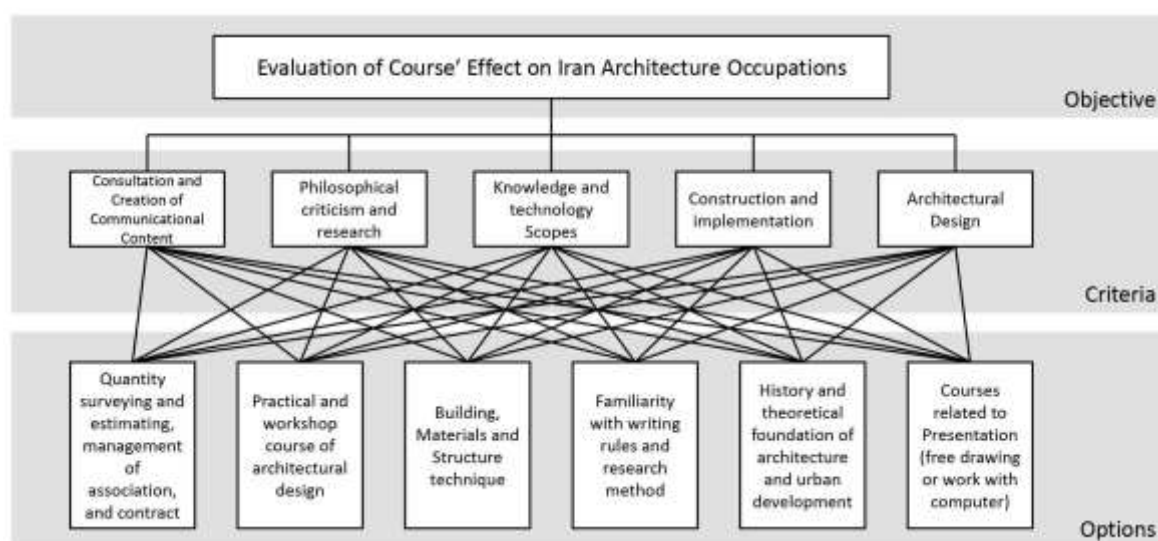 Evaluation of Course' Effect on Iran Architecture Occupations
Objective
Consultation and
Creation of
Communicational
Content
Philosophical
criticism and
research
Knowledge and
technology
Scopes
Construction and
implementation
Architectural
Design
Criteria
Quantity
surveying and
estimating,
management
of
association,
and contract
Practical and
workshop
course of
architectural
design
Building,
Materials and
Structure
technique
Familiarity
with writing
rules and
research
method
History and
theoretical
foundation of
architecture
and urban
development
Courses
related to
Presentation
(free drawing
or work with
computer)
Options